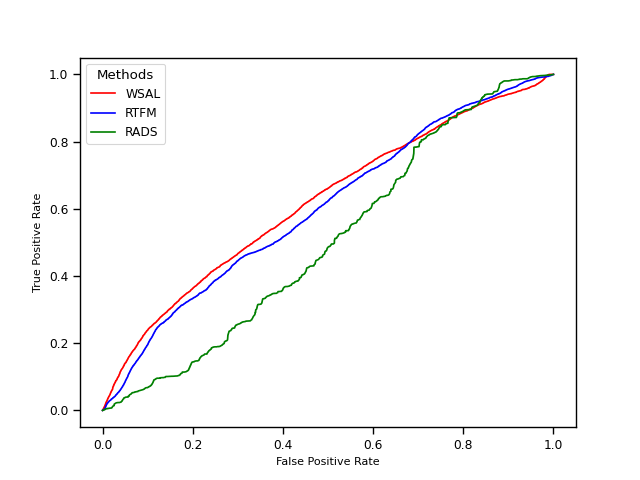 Methods
WSAL
RTFM
RADS
1.0
0.8
0.6
0.4
0.2
0.0
True Positive Rate
0.0 0.2 0.4 0.6 0.8 1.0
False Positive Rate